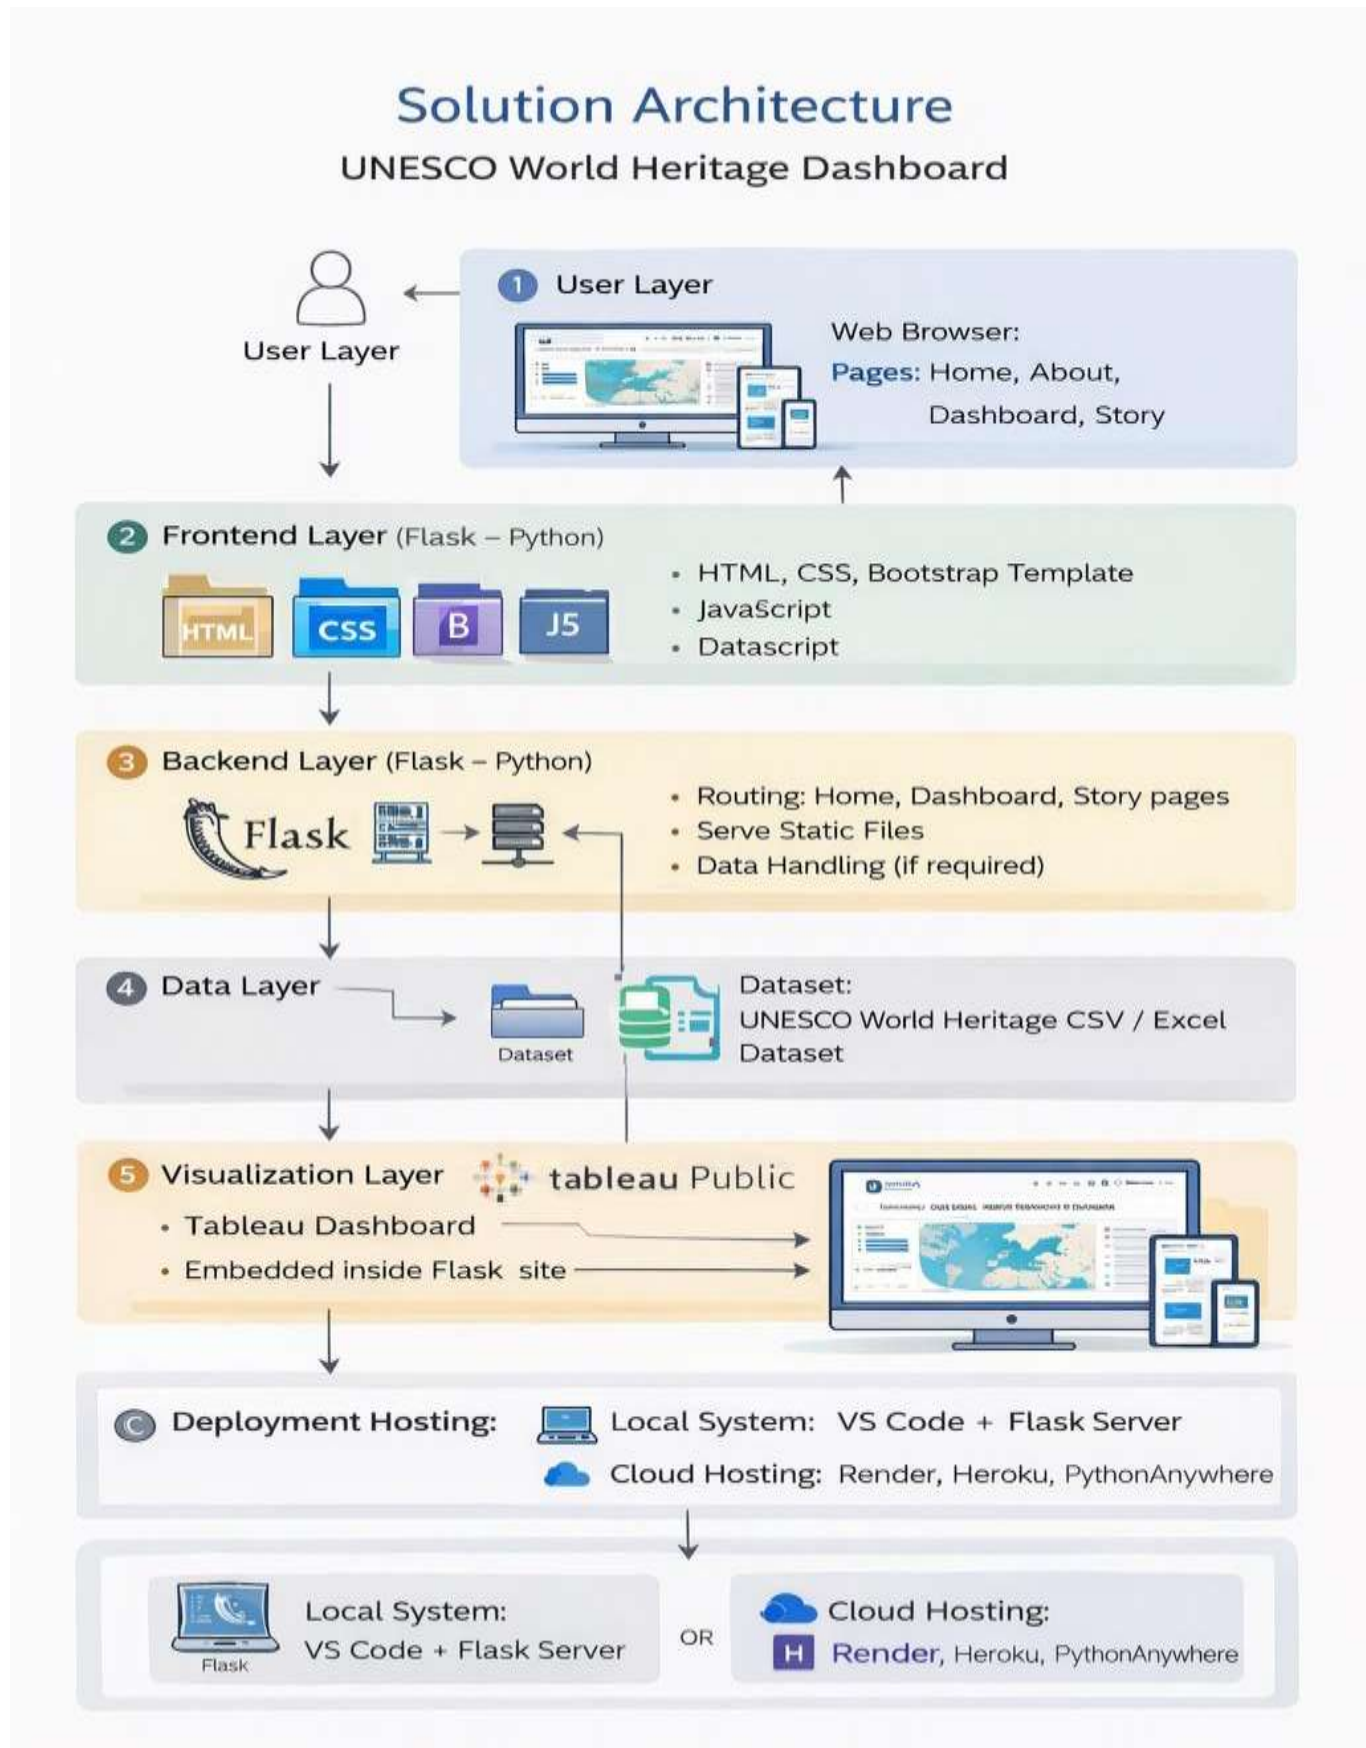 Solution Architecture
UNESCO World Heritage Dashboard
User Layer
1 User Layer
Web Browser:
Pages: Home, About,
Dashboard, Story
2 Frontend Layer (Flask – Python)
HTML
CSS
B
J5
• HTML, CSS, Bootstrap Template
• JavaScript
• Datascript
3 Backend Layer (Flask – Python)
Flask
• Routing: Home, Dashboard, Story pages
• Serve Static Files
• Data Handling (if required)
4 Data Layer
Dataset
Dataset:
UNESCO World Heritage CSV / Excel
Dataset
5 Visualization Layer
tableau Public
• Tableau Dashboard
• Embedded inside Flask site
C Deployment Hosting:
Local System: VS Code + Flask Server
Cloud Hosting: Render, Heroku, PythonAnywhere
Flask
Local System:
VS Code + Flask Server
OR
Cloud Hosting:
H Render, Heroku, PythonAnywhere